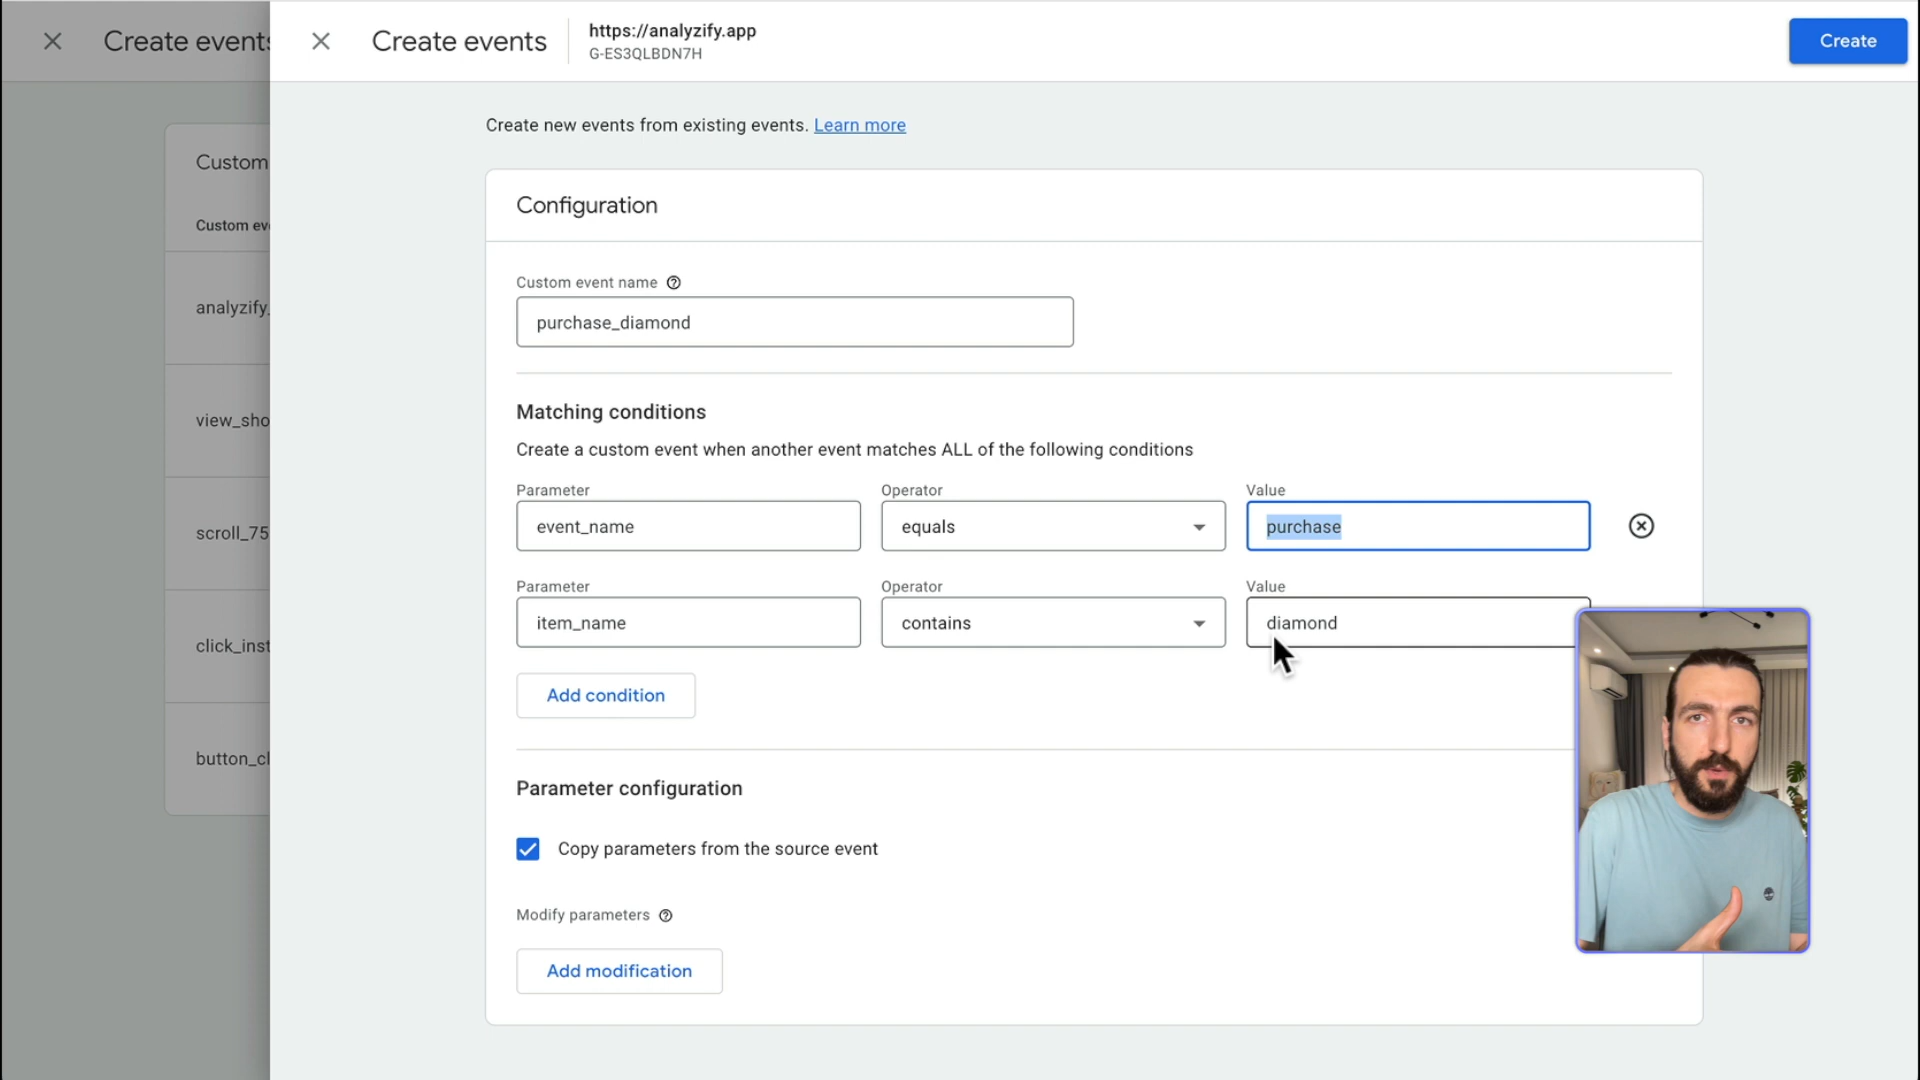 Create events
Custom
Custom ev
analyzify.
view_sho
scroll_75
click_inst
button_cl
Create events
https://analyzify.app
G-ES3QLBDN7H
Create
Create new events from existing events. Learn more
Configuration
Custom event name
purchase_diamond
Matching conditions
Create a custom event when another event matches ALL of the following conditions
Parameter Operator Value
event_name equals purchase
Parameter Operator Value
item_name contains diamond
Add condition
Parameter configuration
Copy parameters from the source event
Modify parameters
Add modification